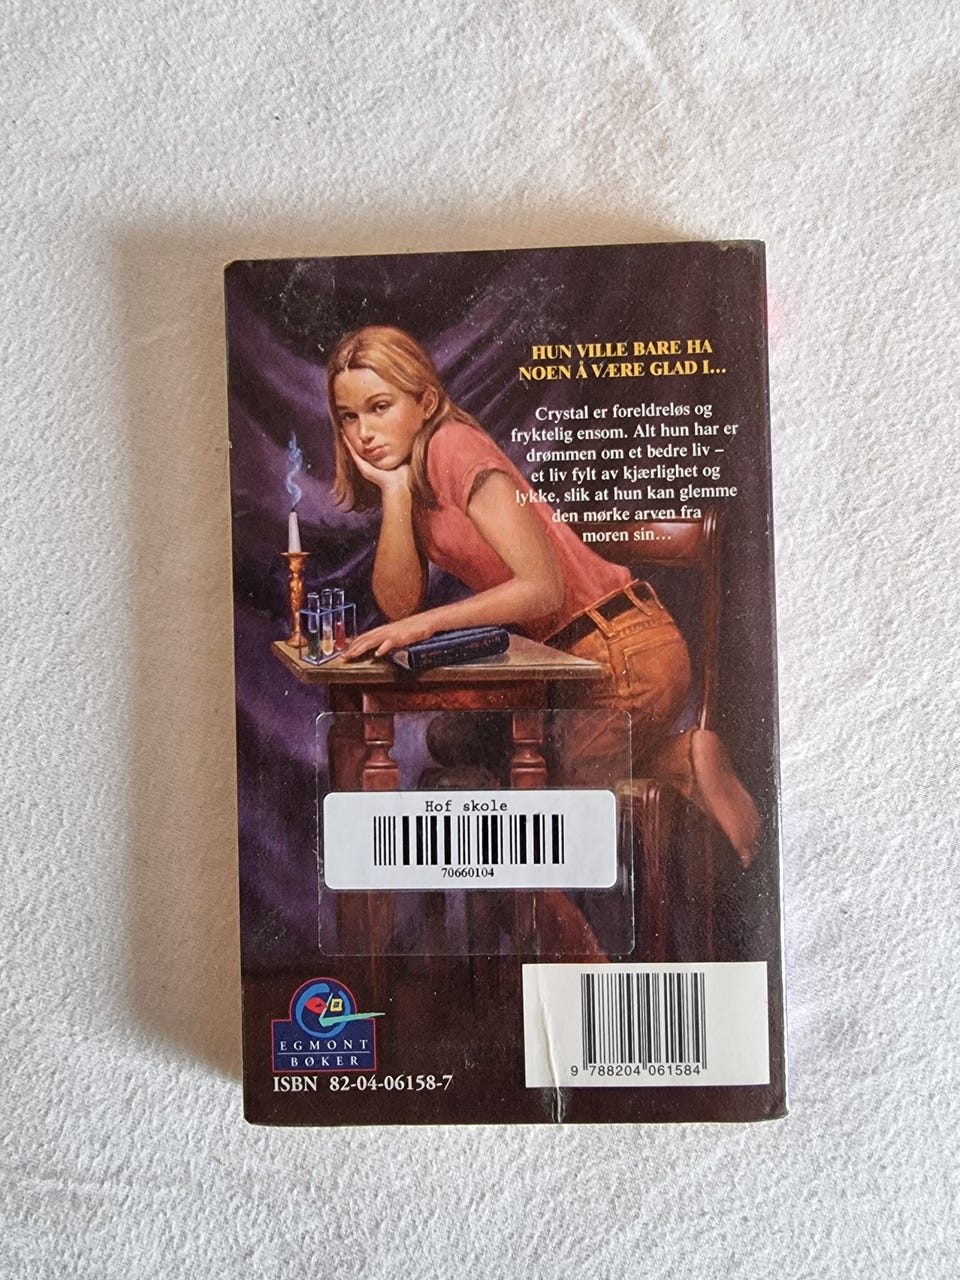 HUN VILLE BARE HA
NOEN Å VÆRE GLAD I...
Crystal er foreldreløs og
fryktelig ensom. Alt hun har er
drømmen om et bedre liv –
et liv fylt av kjærlighet og
lykke, slik at hun kan glemme
den mørke arven fra
moren sin...
Hof skole
70660104
EGMONT
BØKER
ISBN 82-04-06158-7
9 788204 061584